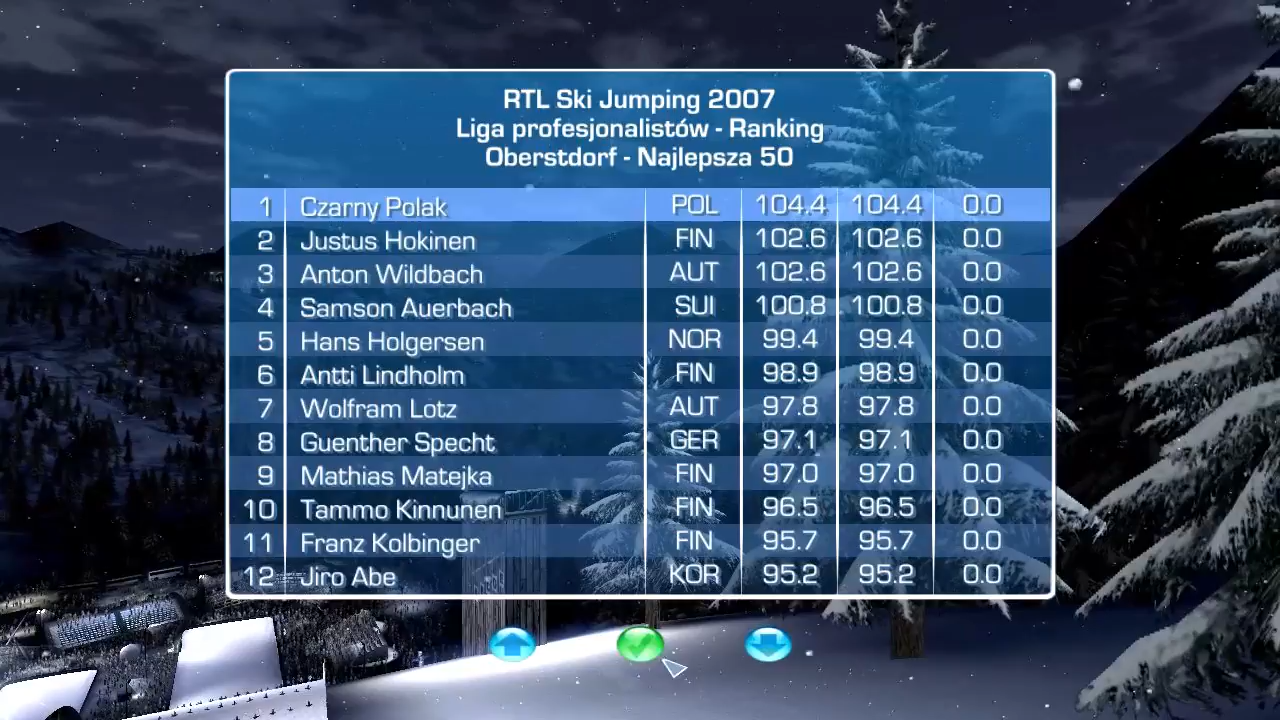 RTL Ski Jumping 2007
Liga profesjonalistów - Ranking
Oberstdorf - Najlepsza 50
1 Czarny Polak POL 104.4 104.4 0.0
2 Justus Hokinen FIN 102.6 102.6 0.0
3 Anton Wildbach AUT 102.6 102.6 0.0
4 Samson Auerbach SUI 100.8 100.8 0.0
5 Hans Holgersen NOR 99.4 99.4 0.0
6 Antti Lindholm FIN 98.9 98.9 0.0
7 Wolfram Lotz AUT 97.8 97.8 0.0
8 Guenther Specht GER 97.1 97.1 0.0
9 Mathias Matejka FIN 97.0 97.0 0.0
10 Tammo Kinnunen FIN 96.5 96.5 0.0
11 Franz Kolbinger FIN 95.7 95.7 0.0
12 Jiro Abe KOR 95.2 95.2 0.0